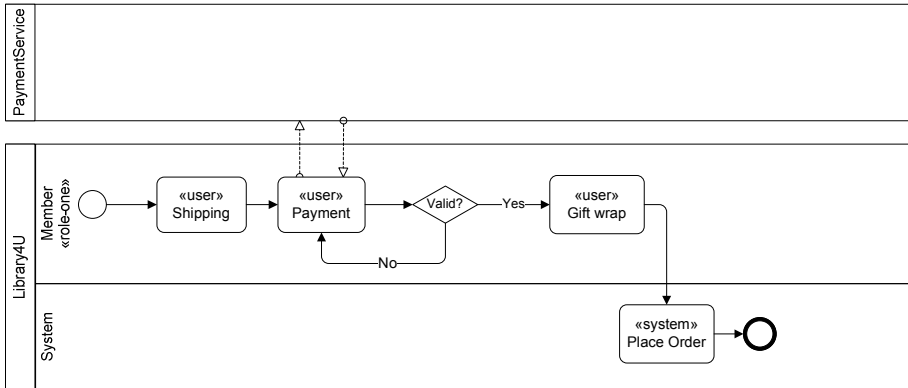 PaymentService
Library4U
Member
«role-one»
«user»
Shipping
«user»
Payment
Valid?
Yes
No
«user»
Gift wrap
System
«system»
Place Order